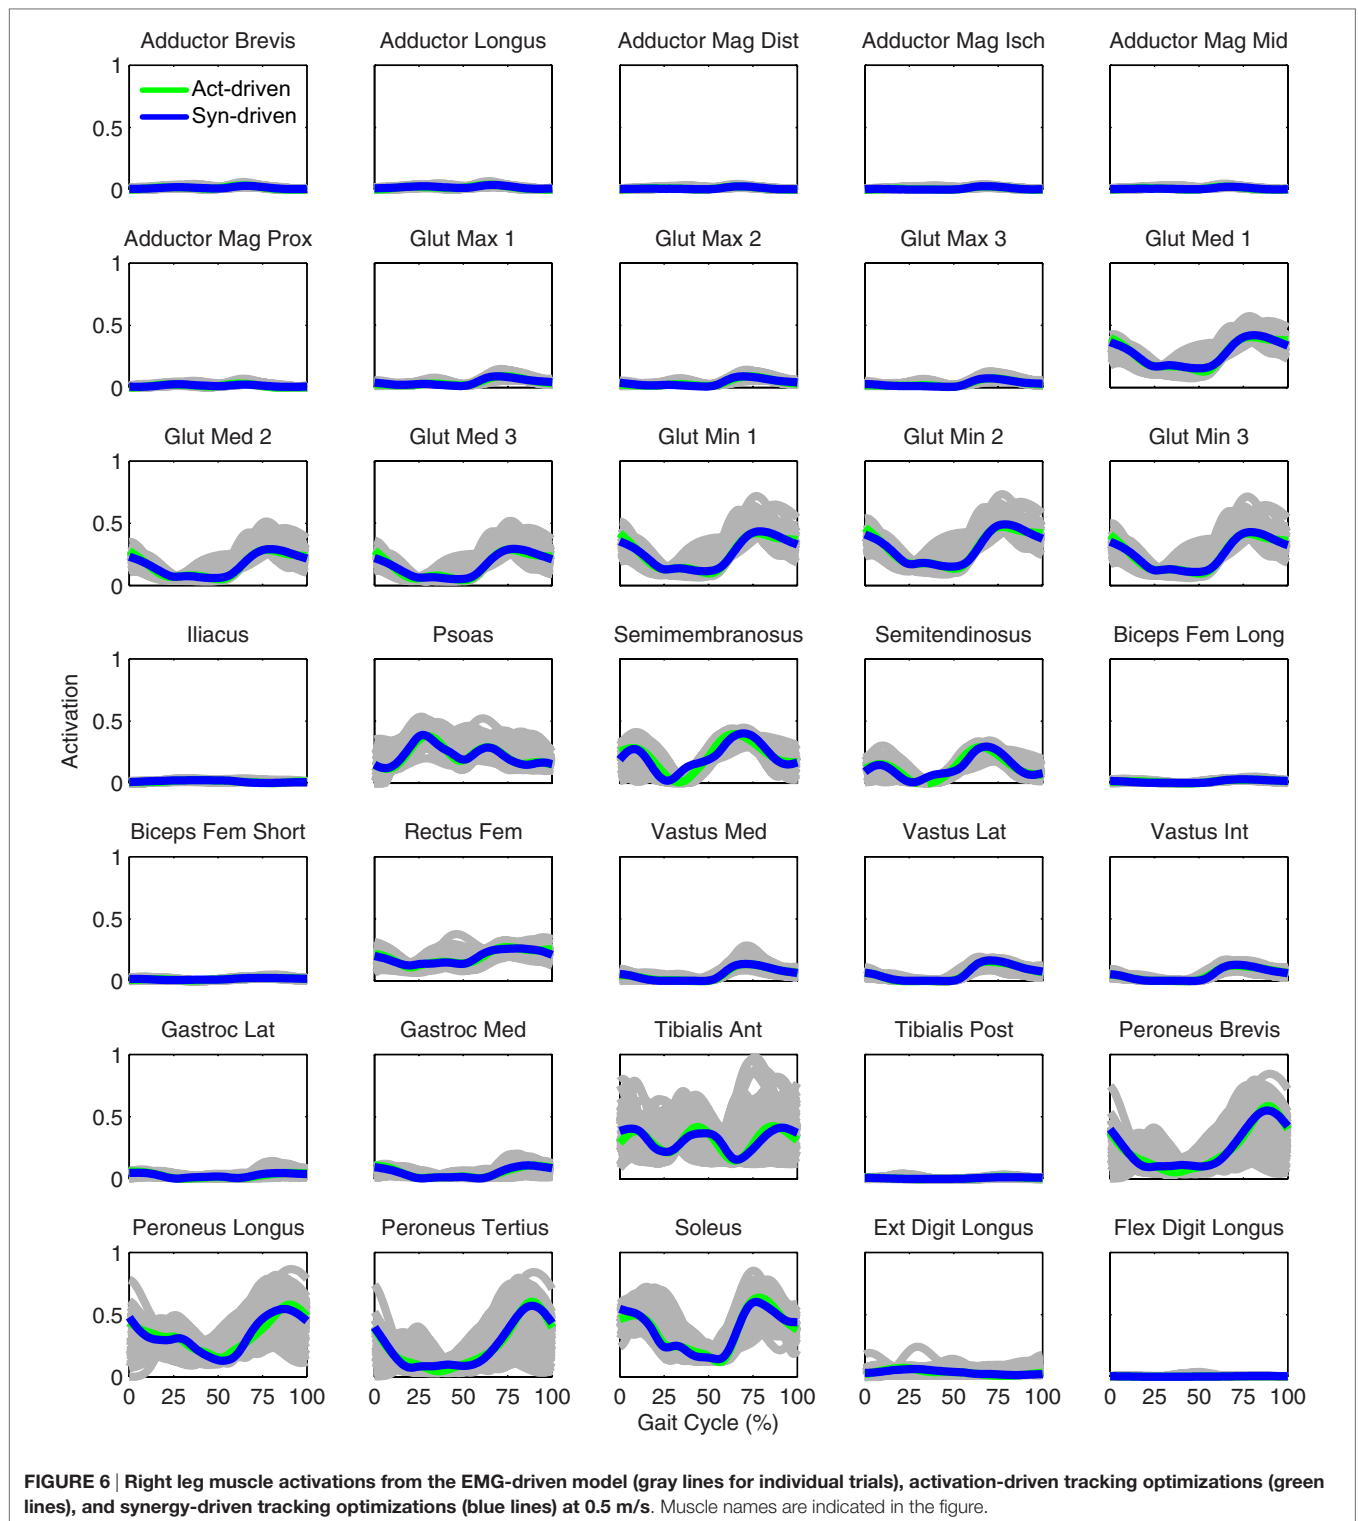 Adductor Brevis Adductor Longus Adductor Mag Dist Adductor Mag Isch Adductor Mag Mid
1
Act-driven
Syn-driven
0.5
0
Adductor Mag Prox Glut Max 1 Glut Max 2 Glut Max 3 Glut Med 1
1
0.5
0
Glut Med 2 Glut Med 3 Glut Min 1 Glut Min 2 Glut Min 3
1
0.5
0
Iliacus Psoas Semimembranosus Semitendinosus Biceps Fem Long
1
0.5
0
Activation
Biceps Fem Short Rectus Fem Vastus Med Vastus Lat Vastus Int
1
0.5
0
Gastroc Lat Gastroc Med Tibialis Ant Tibialis Post Peroneus Brevis
1
0.5
0
Peroneus Longus Peroneus Tertius Soleus Ext Digit Longus Flex Digit Longus
1
0.5
0
0 25 50 75 100 0 25 50 75 100 0 25 50 75 100 0 25 50 75 100 0 25 50 75 100
Gait Cycle (%)
FIGURE 6 | Right leg muscle activations from the EMG-driven model (gray lines for individual trials), activation-driven tracking optimizations (green
lines), and synergy-driven tracking optimizations (blue lines) at 0.5 m/s. Muscle names are indicated in the figure.